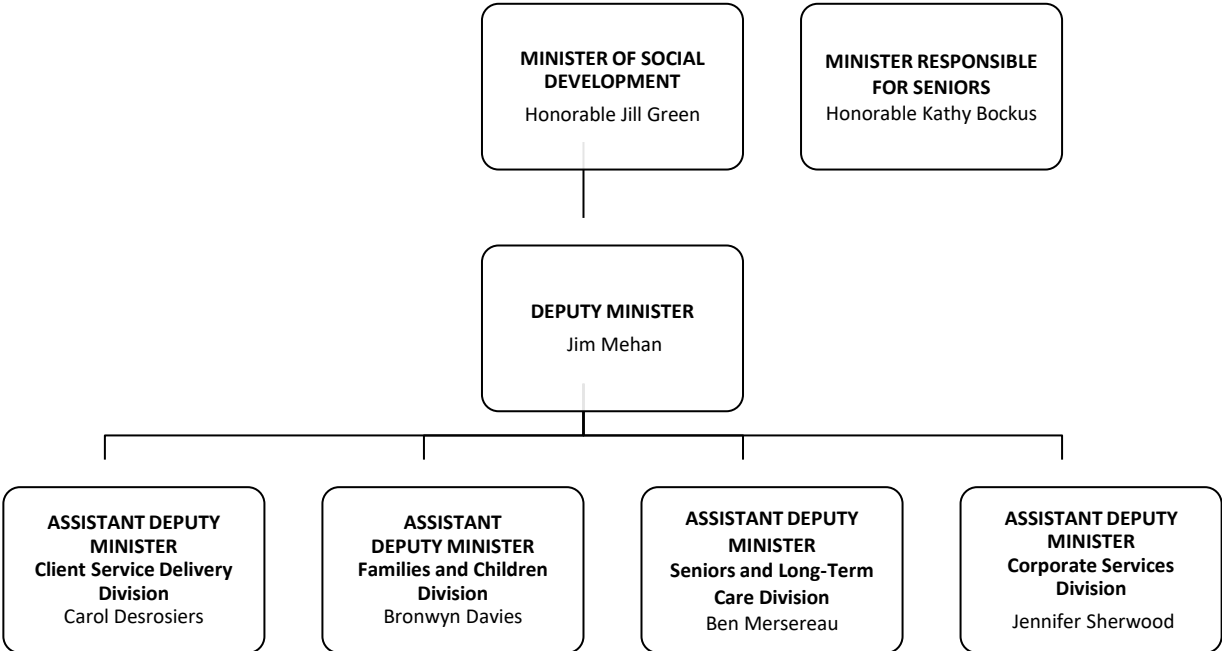 MINISTER OF SOCIAL
DEVELOPMENT
Honorable Jill Green
MINISTER RESPONSIBLE
FOR SENIORS
Honorable Kathy Bockus
DEPUTY MINISTER
Jim Mehan
ASSISTANT DEPUTY
MINISTER
Client Service Delivery
Division
Carol Desrosiers
ASSISTANT
DEPUTY MINISTER
Families and Children
Division
Bronwyn Davies
ASSISTANT DEPUTY
MINISTER
Seniors and Long-Term
Care Division
Ben Mersereau
ASSISTANT DEPUTY
MINISTER
Corporate Services
Division
Jennifer Sherwood